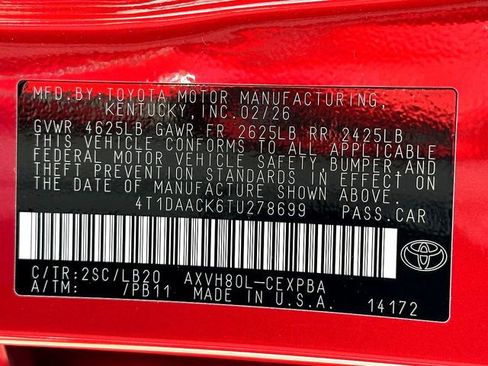 MFD.BY:TOYOTA MOTOR MANUFACTURING,
KENTUCKY, INC.02/26
GVWR 4625LB GAWR FR 2625LB RR 2425LB
THIS VEHICLE CONFORMS TO ALL APPLICABLE
FEDERAL MOTOR VEHICLE SAFETY, BUMPER, AND
THEFT PREVENTION STANDARDS IN EFFECT ON
THE DATE OF MANUFACTURE SHOWN ABOVE.
4T1DAACK6TU278699 PASS.CAR
C/TR:2SC/LB20 AXVH80L-CEXPBA
A/TM: /PB11 MADE IN U.S.A. 14172